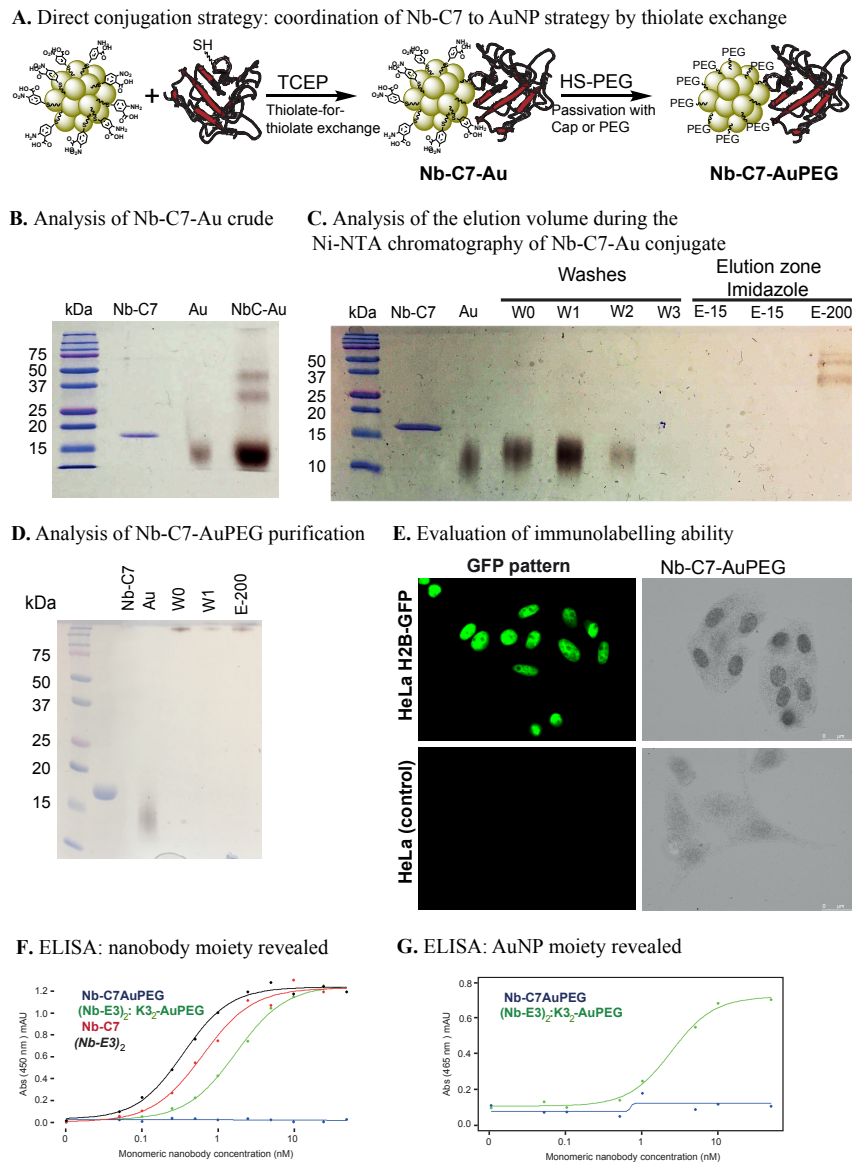 A. Direct conjugation strategy: coordination of Nb-C7 to AuNP strategy by thiolate exchange
SH
+
TCEP
Thiolate-for-
thiolate exchange
HS-PEG
Passivation with
Cap or PEG
PEG PEG PEG PEG PEG PEG PEG PEG PEG
Nb-C7-Au
Nb-C7-AuPEG
B. Analysis of Nb-C7-Au crude
kDa Nb-C7 Au NbC-Au
75
50
37
25
20
15
C. Analysis of the elution volume during the
Ni-NTA chromatography of Nb-C7-Au conjugate
Washes
Elution zone
Imidazole
kDa Nb-C7 Au W0 W1 W2 W3 E-15 E-15 E-200
50
37
25
20
15
10
D. Analysis of Nb-C7-AuPEG purification
kDa Nb-C7 Au W0 W1 E-200
75
50
37
25
20
15
E. Evaluation of immunolabelling ability
GFP pattern
Nb-C7-AuPEG
HeLa H2B-GFP
HeLa (control)
F. ELISA: nanobody moiety revealed
Nb-C7AuPEG
(Nb-E3)₂: K3₂-AuPEG
Nb-C7
(Nb-E3)₂
Abs (450 nm ) mAU
1.2
1.0
0.8
0.6
0.4
0.2
0.0
0 0.1 1 10
Monomeric nanobody concentration (nM)
G. ELISA: AuNP moiety revealed
Nb-C7AuPEG
(Nb-E3)₂:K3₂-AuPEG
Abs (465 nm ) mAU
0.8
0.6
0.4
0.2
0.0
0 0.1 1 10
Monomeric nanobody concentration (nM)